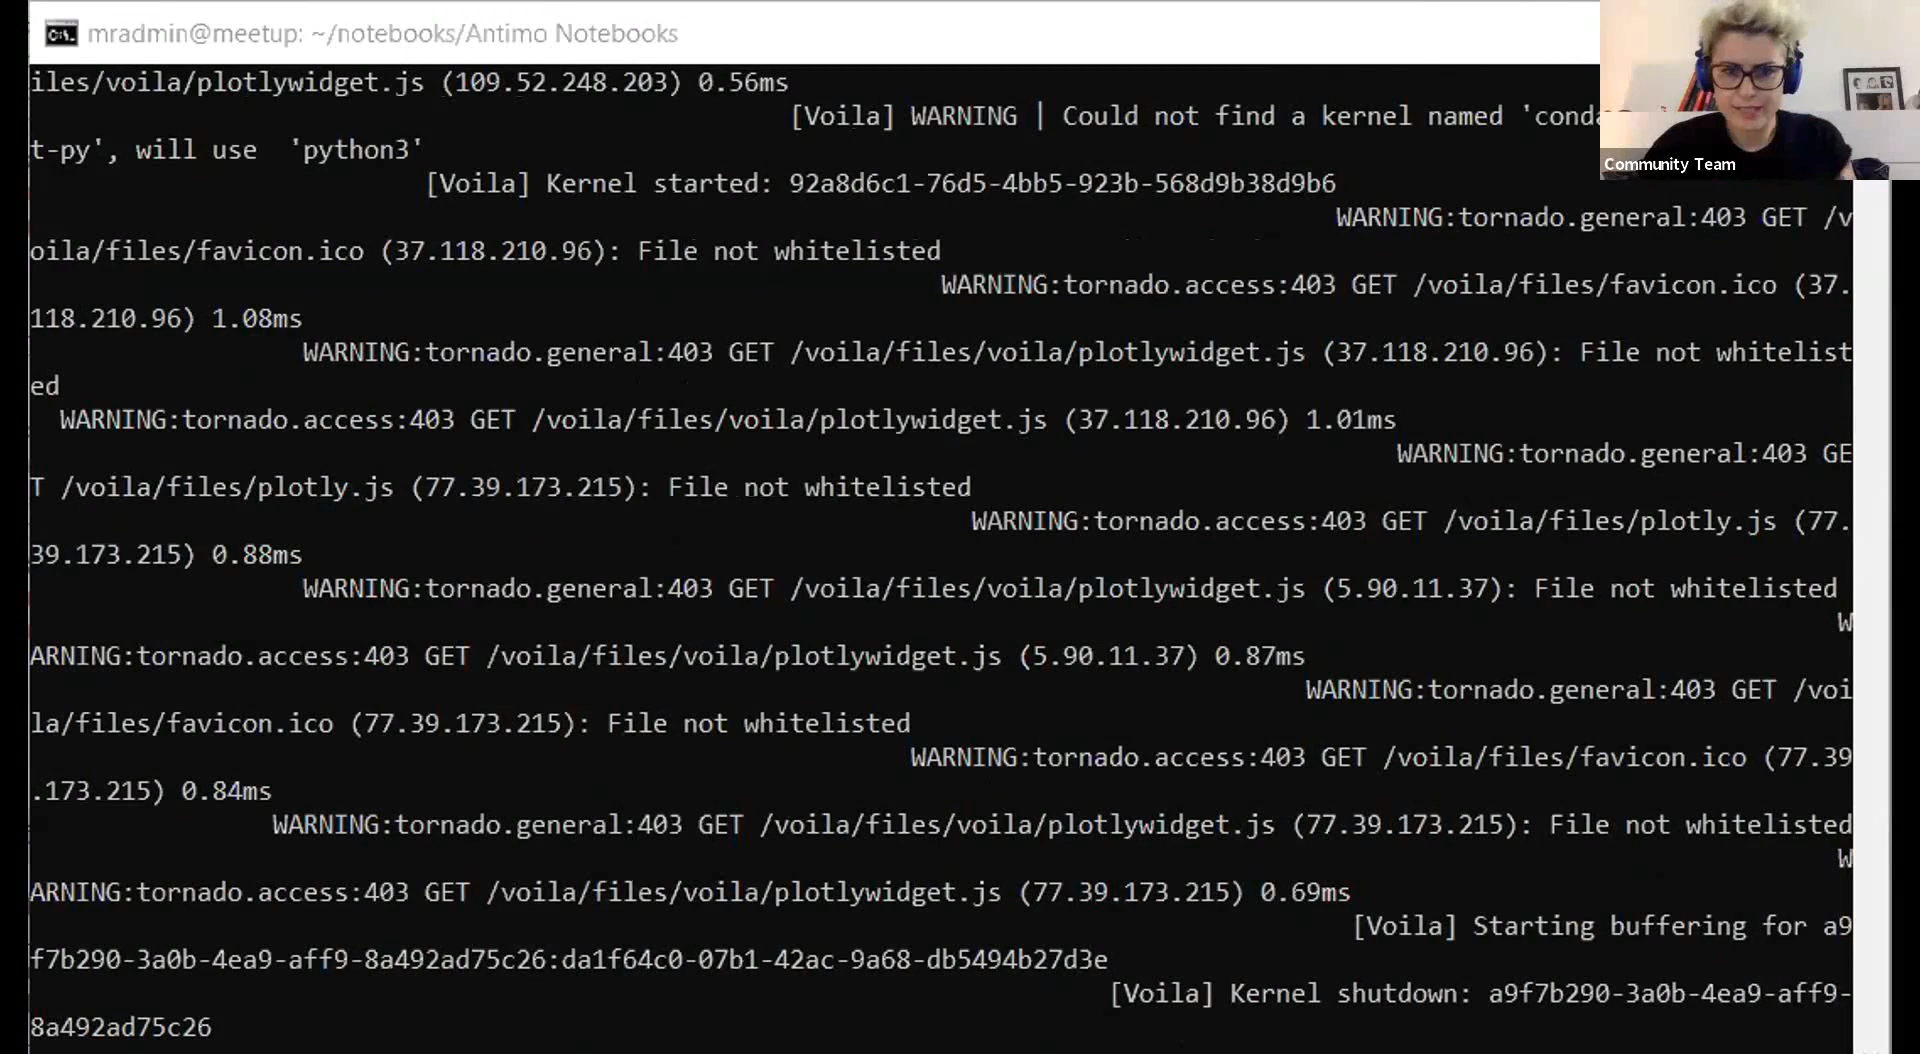 mradmin@meetup: ~/notebooks/Antimo Notebooks
iles/voila/plotlywidget.js (109.52.248.203) 0.56ms
[Voila] WARNING | Could not find a kernel named 'conda
t-py', will use  'python3'
[Voila] Kernel started: 92a8d6c1-76d5-4bb5-923b-568d9b38d9b6
WARNING:tornado.general:403 GET /v
oila/files/favicon.ico (37.118.210.96): File not whitelisted
WARNING:tornado.access:403 GET /voila/files/favicon.ico (37.
118.210.96) 1.08ms
WARNING:tornado.general:403 GET /voila/files/voila/plotlywidget.js (37.118.210.96): File not whitelist
ed
WARNING:tornado.access:403 GET /voila/files/voila/plotlywidget.js (37.118.210.96) 1.01ms
WARNING:tornado.general:403 GE
T /voila/files/plotly.js (77.39.173.215): File not whitelisted
WARNING:tornado.access:403 GET /voila/files/plotly.js (77.
39.173.215) 0.88ms
WARNING:tornado.general:403 GET /voila/files/voila/plotlywidget.js (5.90.11.37): File not whitelisted
W
ARNING:tornado.access:403 GET /voila/files/voila/plotlywidget.js (5.90.11.37) 0.87ms
WARNING:tornado.general:403 GET /voi
la/files/favicon.ico (77.39.173.215): File not whitelisted
WARNING:tornado.access:403 GET /voila/files/favicon.ico (77.39
.173.215) 0.84ms
WARNING:tornado.general:403 GET /voila/files/voila/plotlywidget.js (77.39.173.215): File not whitelisted
W
ARNING:tornado.access:403 GET /voila/files/voila/plotlywidget.js (77.39.173.215) 0.69ms
[Voila] Starting buffering for a9
f7b290-3a0b-4ea9-aff9-8a492ad75c26:da1f64c0-07b1-42ac-9a68-db5494b27d3e
[Voila] Kernel shutdown: a9f7b290-3a0b-4ea9-aff9-
8a492ad75c26
Community Team